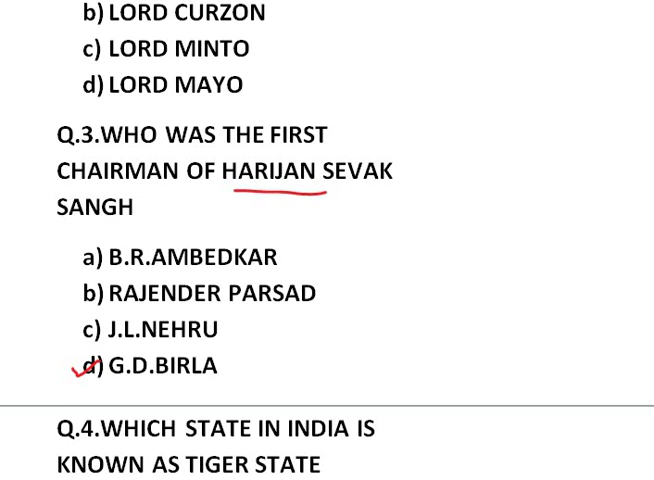 b) LORD CURZON
c) LORD MINTO
d) LORD MAYO
Q.3.WHO WAS THE FIRST
CHAIRMAN OF HARIJAN SEVAK
SANGH
a) B.R.AMBEDKAR
b) RAJENDER PARSAD
c) J.L.NEHRU
d) G.D.BIRLA
Q.4.WHICH STATE IN INDIA IS
KNOWN AS TIGER STATE